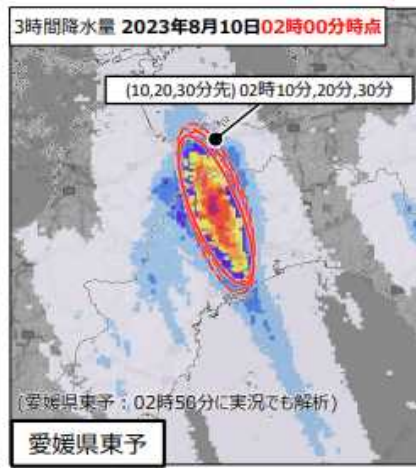 3時間降水量 2023年8月10日02時00分時点
(10,20,30分先) 02時10分,20分,30分
(愛媛県東予：02時58分に実況でも解析)
愛媛県東予